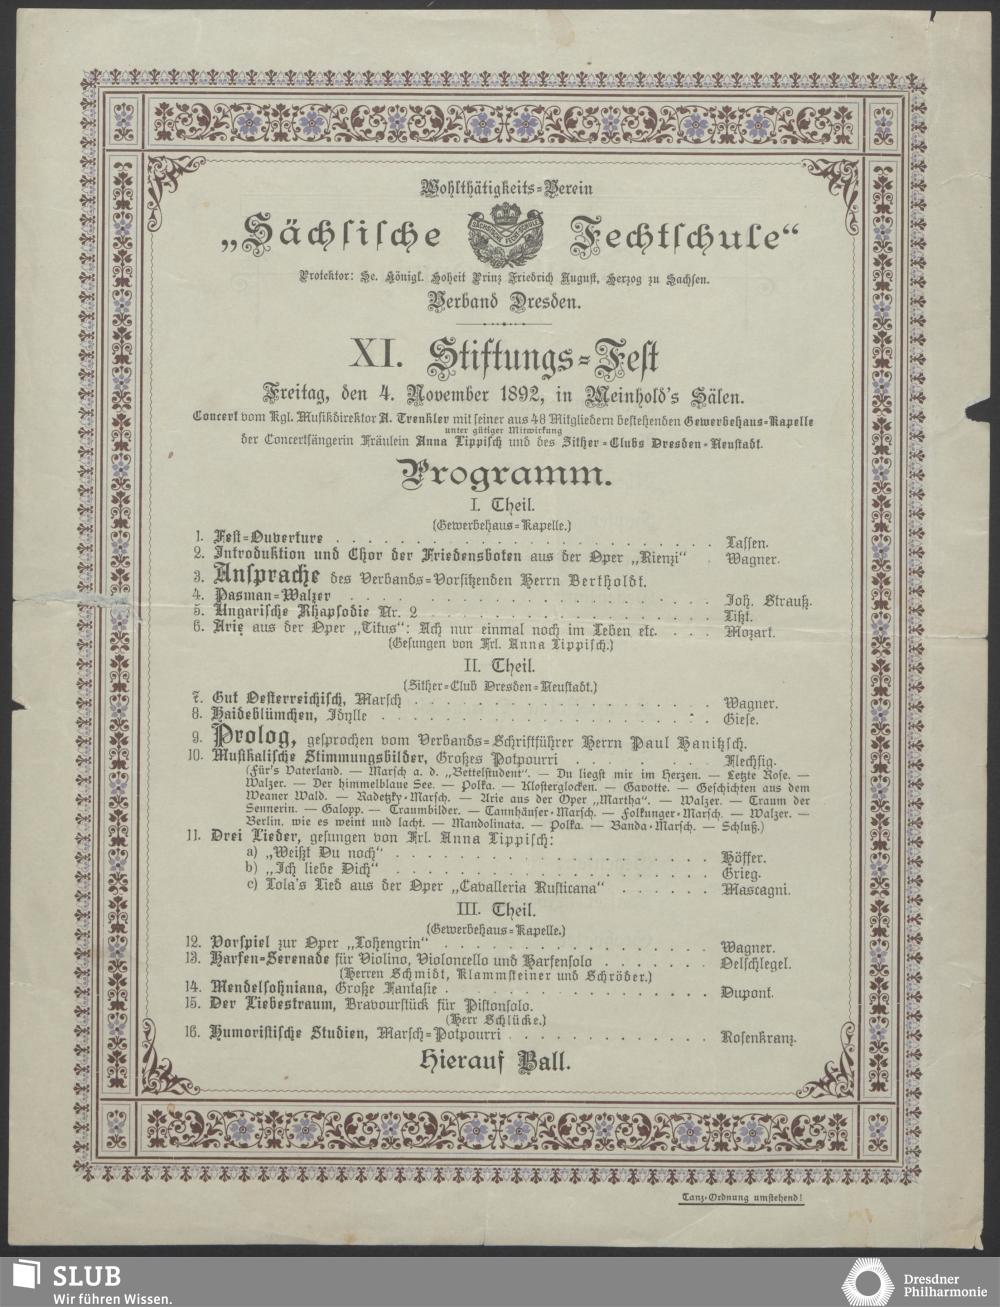 Wohlthätigkeits-Verein
„Sächsische Fechtschule“
SÄCHSISCHE FECHTSCHULE
Protektor: Se. Königl. Hoheit Prinz Friedrich August, Herzog zu Sachsen.
Verband Dresden.
XI. Stiftungs-Fest
Freitag, den 4. November 1892, in Meinhold's Sälen.
Concert vom Kgl. Musikdirektor A. Trenkler mit seiner aus 48 Mitgliedern bestehenden Gewerbehaus-Kapelle
unter gütiger Mitwirkung
der Concertsängerin Fräulein Anna Lippisch und des Zither-Clubs Dresden-Neustadt.
Programm.
I. Theil.
(Gewerbehaus-Kapelle.)
1. Fest-Ouverture . . . Lassen.
2. Introduktion und Chor der Friedensboten aus der Oper „Rienzi“ . Wagner.
3. Ansprache des Verbands-Vorsitzenden Herrn Bertholdt.
4. Pasman-Walzer . . . Joh. Strauß.
5. Ungarische Rhapsodie Nr. 2 . . . Lißt.
6. Arie aus der Oper „Titus“: Ach nur einmal noch im Leben etc. . . . Mozart.
(Gesungen von Frl. Anna Lippisch.)
II. Theil.
(Zither-Club Dresden-Neustadt.)
7. Gut Oesterreichisch, Marsch . . . Wagner.
8. Haideblümchen, Idylle . . . Giese.
9. Prolog, gesprochen vom Verbands-Schriftführer Herrn Paul Hanitzsch.
10. Musikalische Stimmungsbilder, Großes Potpourri . . . Flechsig.
(Für's Vaterland. — Marsch a. d. „Bettelstudent“. — Du liegst mir im Herzen. — Letzte Rose. —
Walzer. — Der himmelblaue See. — Polka. — Klosterglocken. — Gavotte. — Geschichten aus dem
Weaner Wald. — Radetzky-Marsch. — Arie aus der Oper „Martha“. — Walzer. — Traum der
Sennerin. — Galopp. — Traumbilder. — Tannhäuser-Marsch. — Folkunger-Marsch. — Walzer. —
Berlin, wie es weint und lacht. — Mandolinata. — Polka. — Banda-Marsch. — Schluß.)
11. Drei Lieder, gesungen von Frl. Anna Lippisch:
a) „Weißt Du noch“ . . . Höffer.
b) „Ich liebe Dich“ . . . Grieg.
c) Lola's Lied aus der Oper „Cavalleria Rusticana“ . . . Mascagni.
III. Theil.
(Gewerbehaus-Kapelle.)
12. Vorspiel zur Oper „Lohengrin“ . . . Wagner.
13. Harfen-Serenade für Violino, Violoncello und Harfensolo . . . Oelschlegel.
(Herren Schmidt, Klammsteiner und Schröder.)
14. Mendelsohniana, Große Fantasie . . . Dupont.
15. Der Liebestraum, Bravourstück für Pistonsolo.
(Herr Schlücke.)
16. Humoristische Studien, Marsch-Potpourri . . . Rosenkranz.
Hierauf Ball.
Tanz-Ordnung umstehend!
SLUB
Wir führen Wissen.
Dresdner
Philharmonie